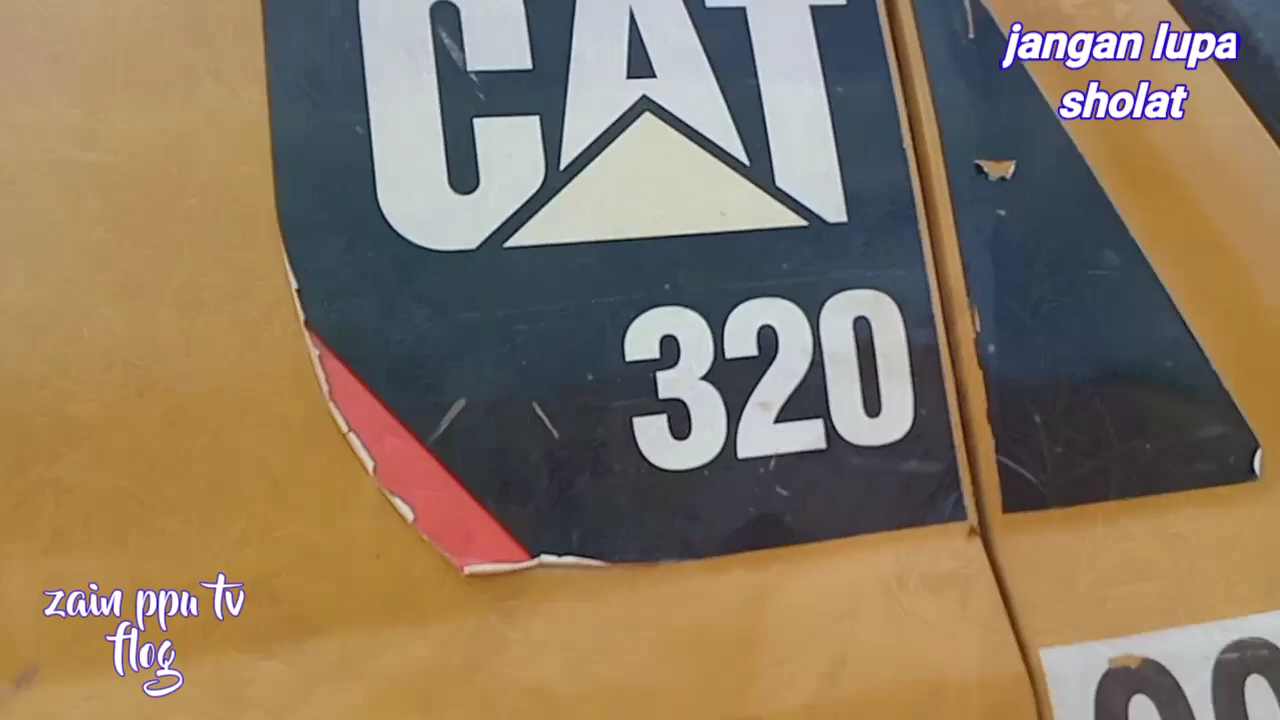 CAT
jangan lupa
sholat
320
zain ppu tv
flog